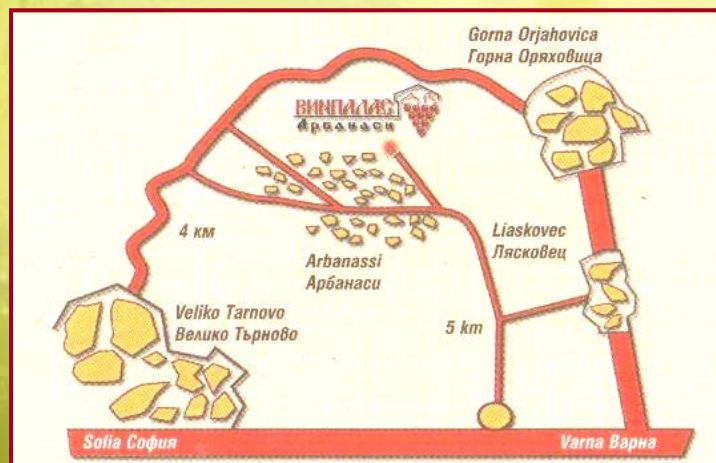 Gorna Orjahovica
Горна Оряховица
ВИНПАЛАС
Арбанаси
4 км
Liaskovec
Лясковец
Arbanassi
Арбанаси
Veliko Tarnovo
Велико Търново
5 km
Sofia София
Varna Варна